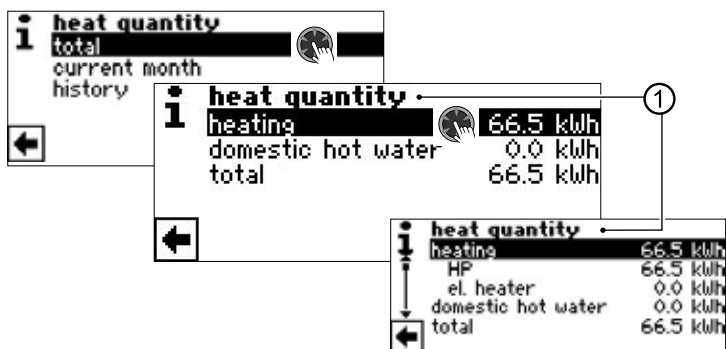 heat quantity
total
current month
history
heat quantity
heating 66.5 kWh
domestic hot water 0.0 kWh
total 66.5 kWh
1
heat quantity
heating 66.5 kWh
HP 66.5 kWh
el. heater 0.0 kWh
domestic hot water 0.0 kWh
total 66.5 kWh